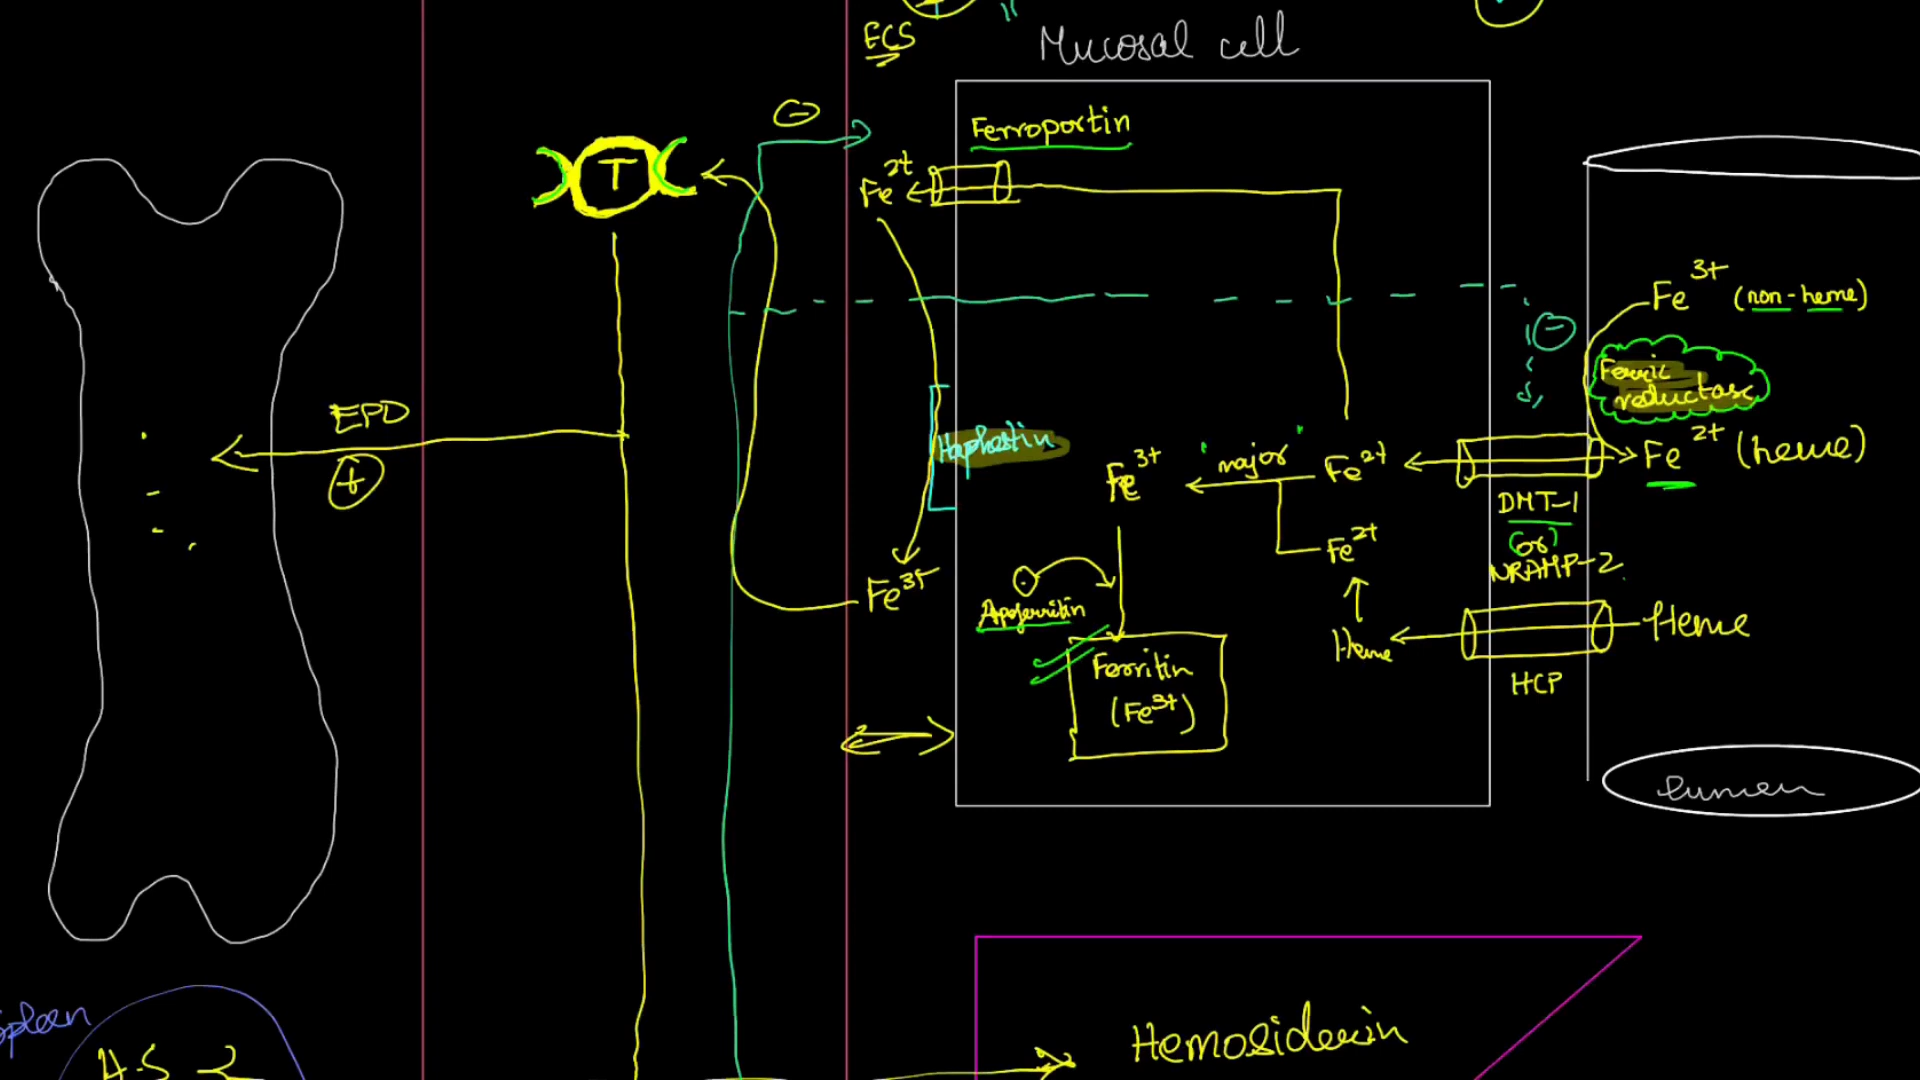 ECS
Mucosal cell
Ferroportin
T
Fe2+
Fe3+ (non-heme)
Ferric
reductase
EPO
+
Haphestin
Fe3+
major
Fe2+
Fe2+ (heme)
DMT-1
(or)
NRAMP-2
Fe2+
Apoferritin
Fe3+
Heme
Heme
Ferritin
(Fe3+)
HCP
lumen
Spleen
Hemosiderin